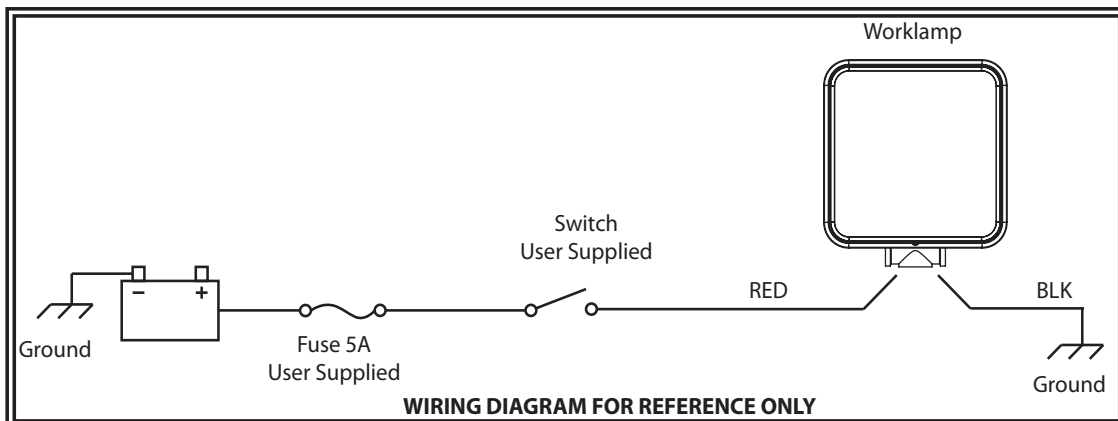 Worklamp
Switch
User Supplied
RED
BLK
– +
Ground
Fuse 5A
User Supplied
Ground
WIRING DIAGRAM FOR REFERENCE ONLY